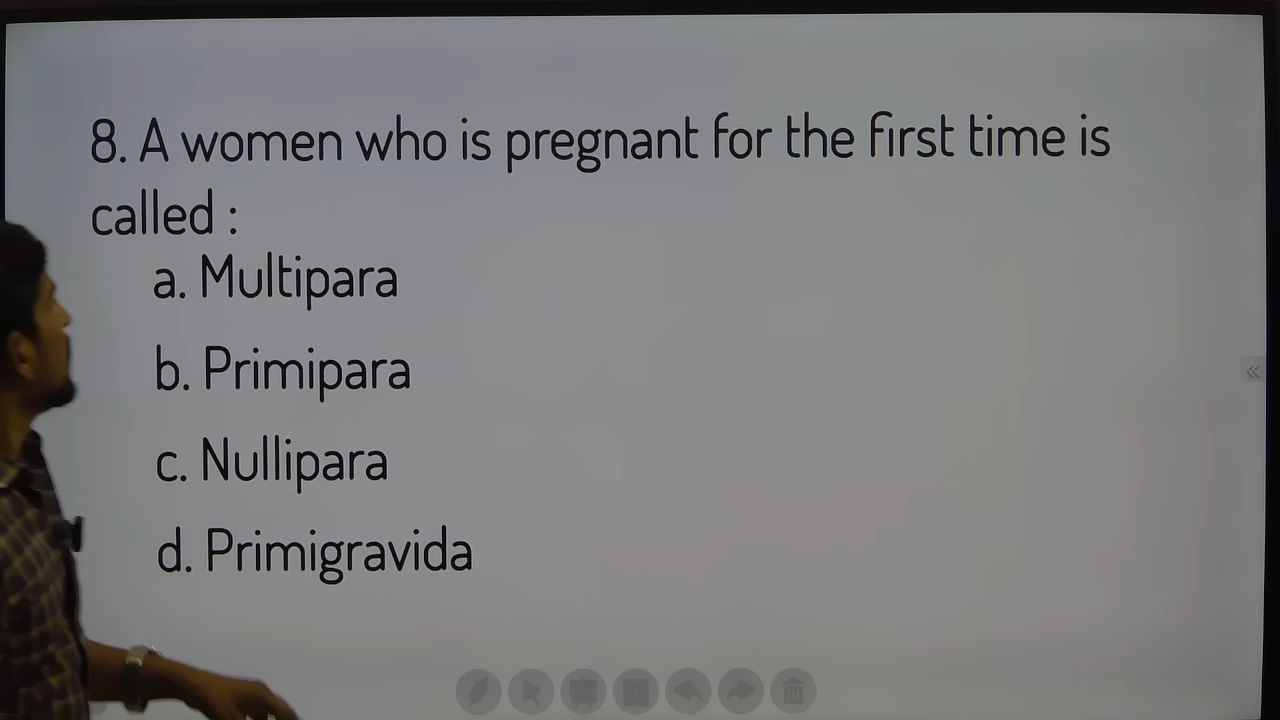 8. A women who is pregnant for the first time is
called :
a. Multipara
b. Primipara
c. Nullipara
d. Primigravida